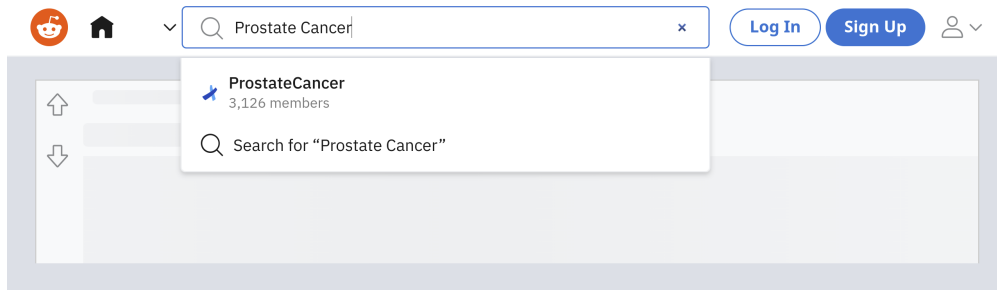 Prostate Cancer
Log In
Sign Up
ProstateCancer
3,126 members
Search for “Prostate Cancer”